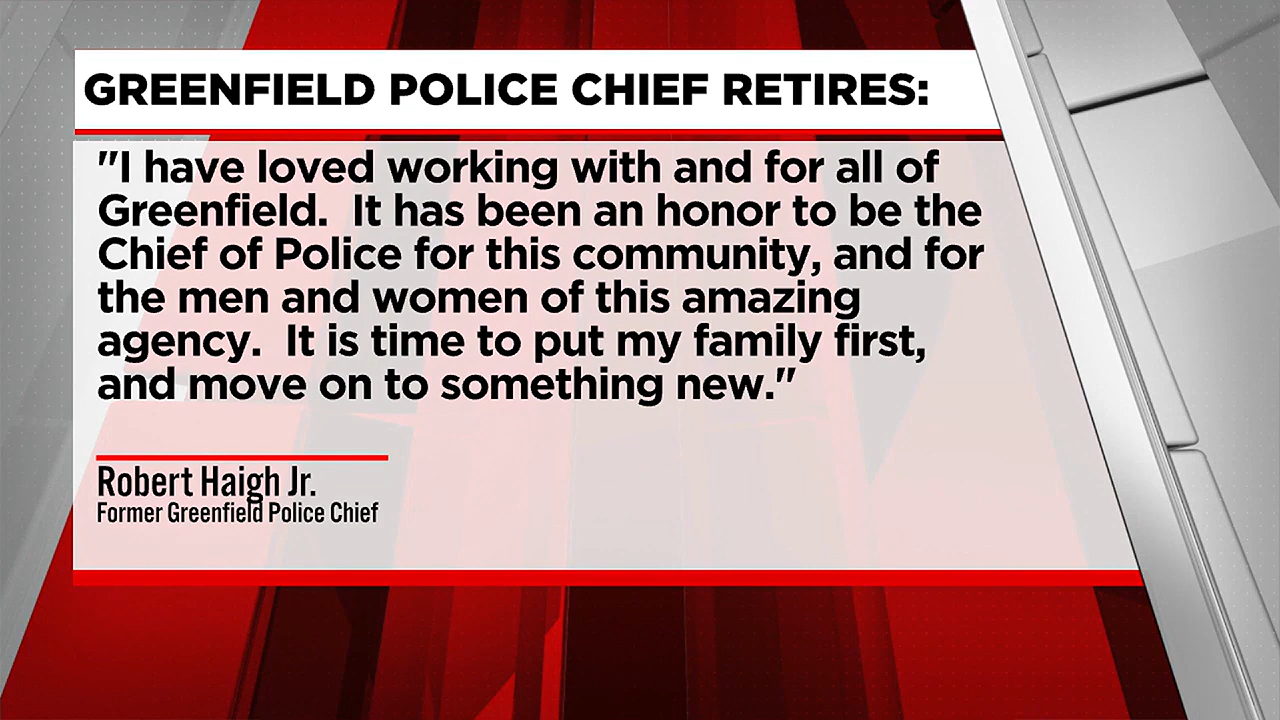 GREENFIELD POLICE CHIEF RETIRES:
"I have loved working with and for all of
Greenfield.  It has been an honor to be the
Chief of Police for this community, and for
the men and women of this amazing
agency.  It is time to put my family first,
and move on to something new."
Robert Haigh Jr.
Former Greenfield Police Chief